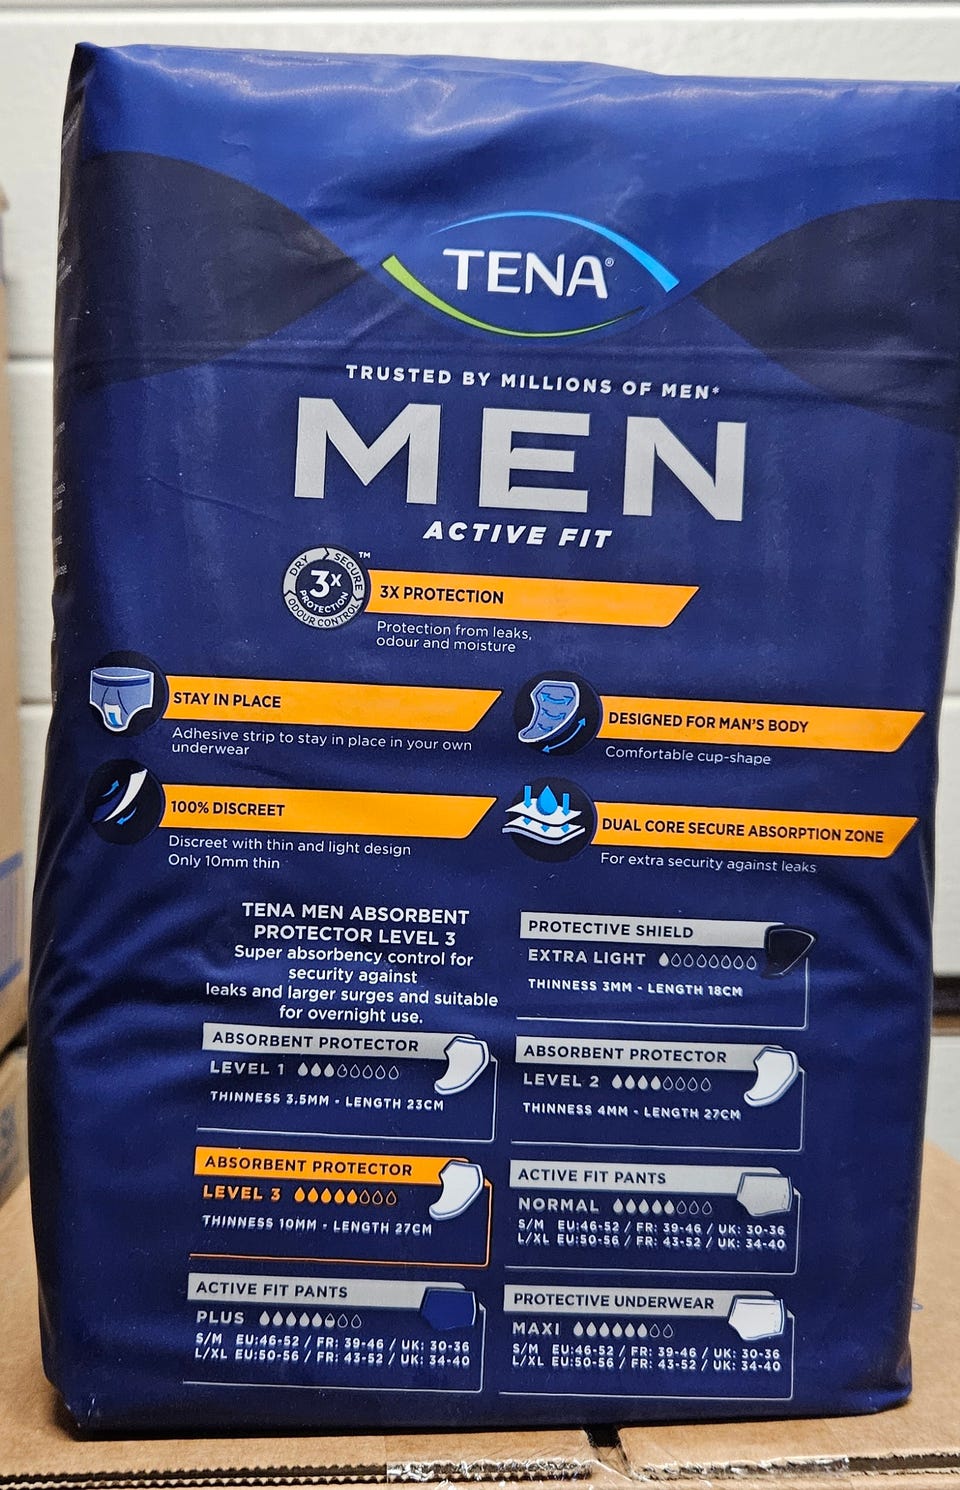 TENA®
TRUSTED BY MILLIONS OF MEN*
MEN
ACTIVE FIT
DRY SECURE ODOUR CONTROL
3X
PROTECTION
™
3X PROTECTION
Protection from leaks,
odour and moisture
STAY IN PLACE
Adhesive strip to stay in place in your own
underwear
DESIGNED FOR MAN'S BODY
Comfortable cup-shape
100% DISCREET
Discreet with thin and light design
Only 10mm thin
DUAL CORE SECURE ABSORPTION ZONE
For extra security against leaks
TENA MEN ABSORBENT
PROTECTOR LEVEL 3
Super absorbency control for
security against
leaks and larger surges and suitable
for overnight use.
PROTECTIVE SHIELD
EXTRA LIGHT
THINNESS 3MM - LENGTH 18CM
ABSORBENT PROTECTOR
LEVEL 1
THINNESS 3.5MM - LENGTH 23CM
ABSORBENT PROTECTOR
LEVEL 2
THINNESS 4MM - LENGTH 27CM
ABSORBENT PROTECTOR
LEVEL 3
THINNESS 10MM - LENGTH 27CM
ACTIVE FIT PANTS
NORMAL
S/M EU:46-52 / FR: 39-46 / UK: 30-36
L/XL EU:50-56 / FR: 43-52 / UK: 34-40
ACTIVE FIT PANTS
PLUS
S/M EU:46-52 / FR: 39-46 / UK: 30-36
L/XL EU:50-56 / FR: 43-52 / UK: 34-40
PROTECTIVE UNDERWEAR
MAXI
S/M EU:46-52 / FR: 39-46 / UK: 30-36
L/XL EU:50-56 / FR: 43-52 / UK: 34-40